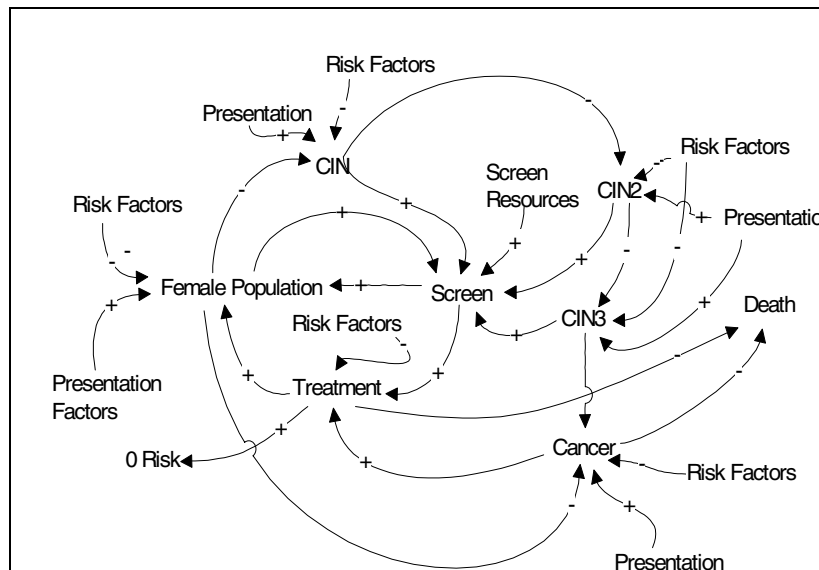 Risk Factors
Presentation
CIN
Screen
Resources
Risk Factors
CIN2
Risk Factors
Presentatio
Female Population
Screen
CIN3
Death
Risk Factors
Presentation
Factors
Treatment
0 Risk
Cancer
Risk Factors
Presentation
+
-
-
-
+
+
-
-
+
+
-
-
-
+
-
+
+
+
+
-
+
-
+
+
-
+
-
+
-
-
+